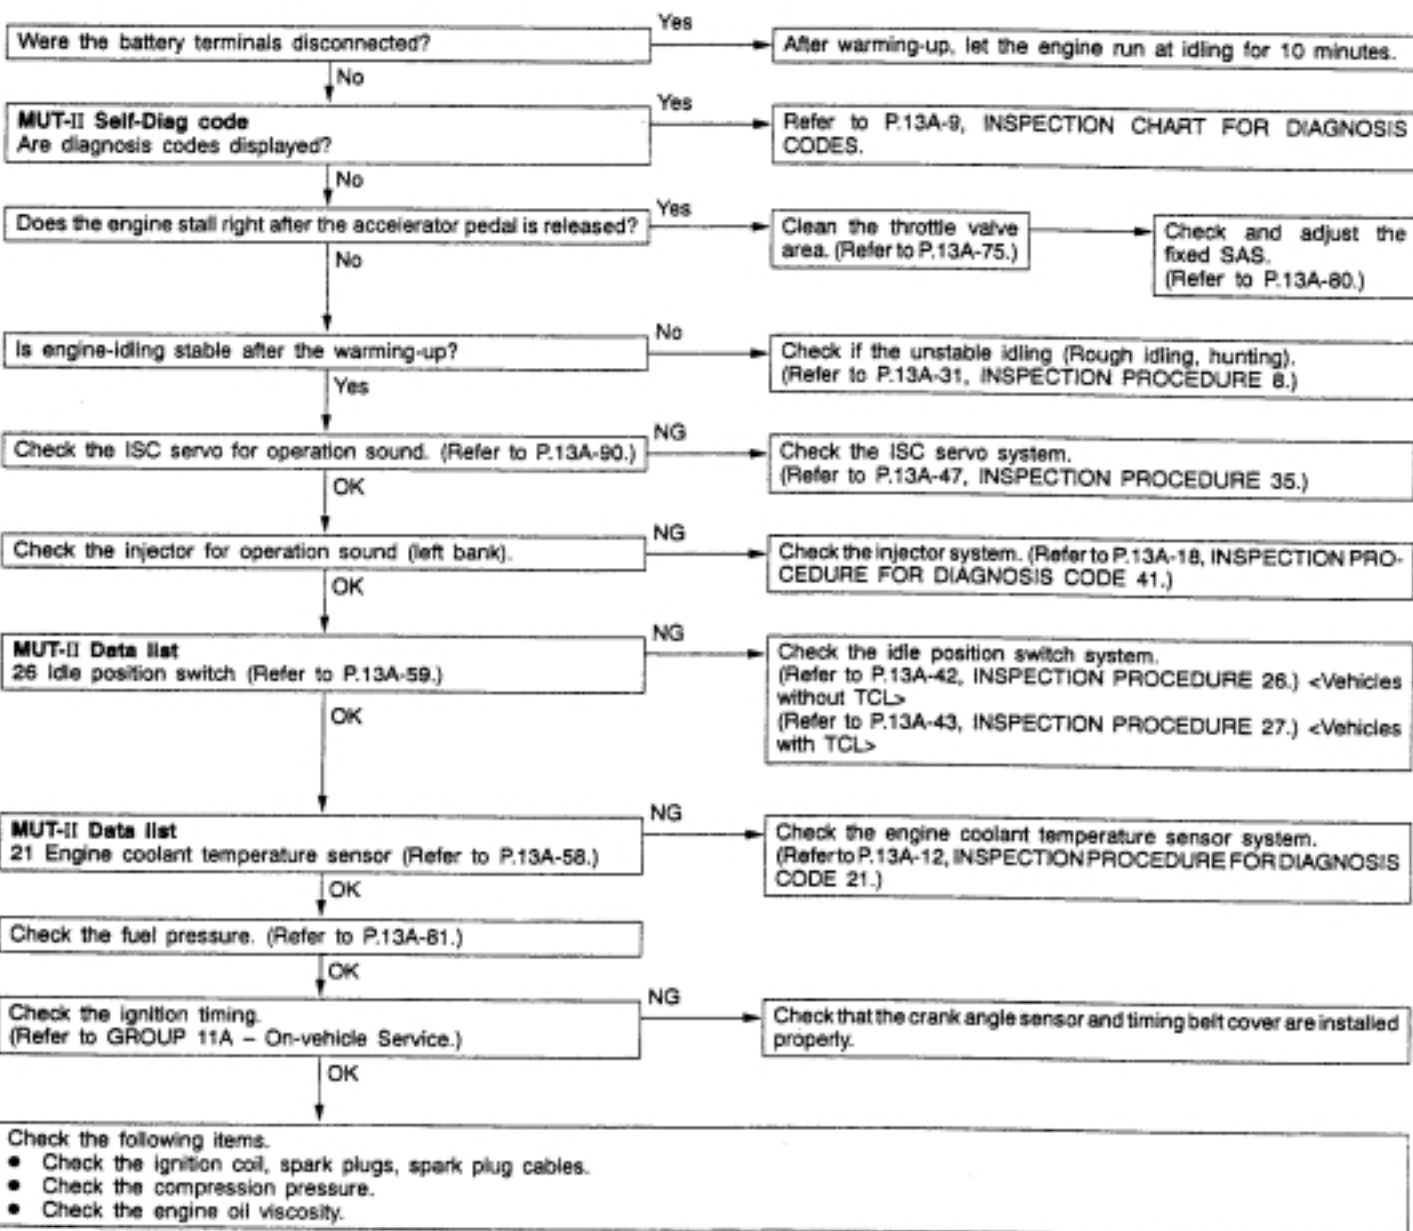 Were the battery terminals disconnected?
Yes
After warming-up, let the engine run at idling for 10 minutes.
No
MUT-II Self-Diag code
Are diagnosis codes displayed?
Yes
Refer to P.13A-9, INSPECTION CHART FOR DIAGNOSIS
CODES.
No
Does the engine stall right after the accelerator pedal is released?
Yes
Clean the throttle valve
area. (Refer to P.13A-75.)
Check and adjust the
fixed SAS.
(Refer to P.13A-80.)
No
Is engine-idling stable after the warming-up?
No
Check if the unstable idling (Rough idling, hunting).
(Refer to P.13A-31, INSPECTION PROCEDURE 8.)
Yes
Check the ISC servo for operation sound. (Refer to P.13A-90.)
NG
Check the ISC servo system.
(Refer to P.13A-47, INSPECTION PROCEDURE 35.)
OK
Check the injector for operation sound (left bank).
NG
Check the injector system. (Refer to P.13A-18, INSPECTION PRO-
CEDURE FOR DIAGNOSIS CODE 41.)
OK
MUT-II Data list
26 Idle position switch (Refer to P.13A-59.)
NG
Check the idle position switch system.
(Refer to P.13A-42, INSPECTION PROCEDURE 26.) <Vehicles
without TCL>
(Refer to P.13A-43, INSPECTION PROCEDURE 27.) <Vehicles
with TCL>
OK
MUT-II Data list
21 Engine coolant temperature sensor (Refer to P.13A-58.)
NG
Check the engine coolant temperature sensor system.
(Refer to P.13A-12, INSPECTION PROCEDURE FOR DIAGNOSIS
CODE 21.)
OK
Check the fuel pressure. (Refer to P.13A-81.)
OK
Check the ignition timing.
(Refer to GROUP 11A – On-vehicle Service.)
NG
Check that the crank angle sensor and timing belt cover are installed
properly.
OK
Check the following items.
● Check the ignition coil, spark plugs, spark plug cables.
● Check the compression pressure.
● Check the engine oil viscosity.